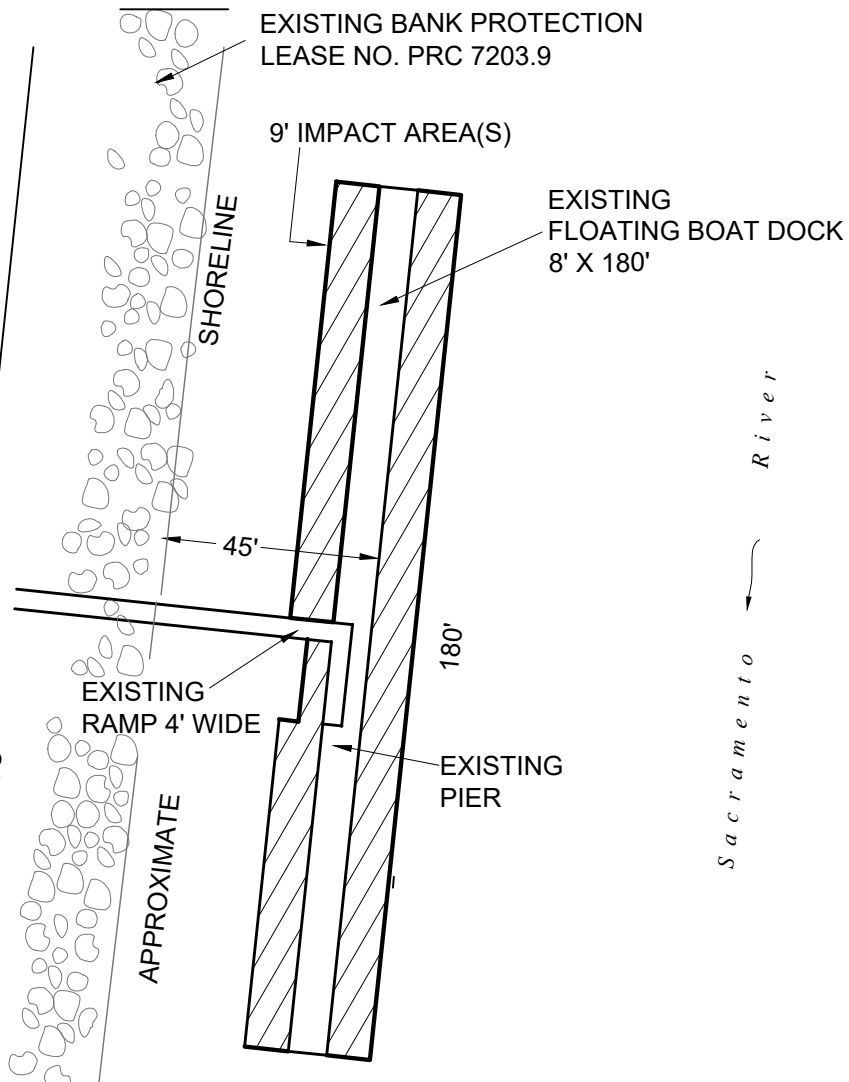 EXISTING BANK PROTECTION
LEASE NO. PRC 7203.9
9' IMPACT AREA(S)
EXISTING
FLOATING BOAT DOCK
8' X 180'
SHORELINE
River
45'
180'
EXISTING
RAMP 4' WIDE
EXISTING
PIER
Sacramento
APPROXIMATE